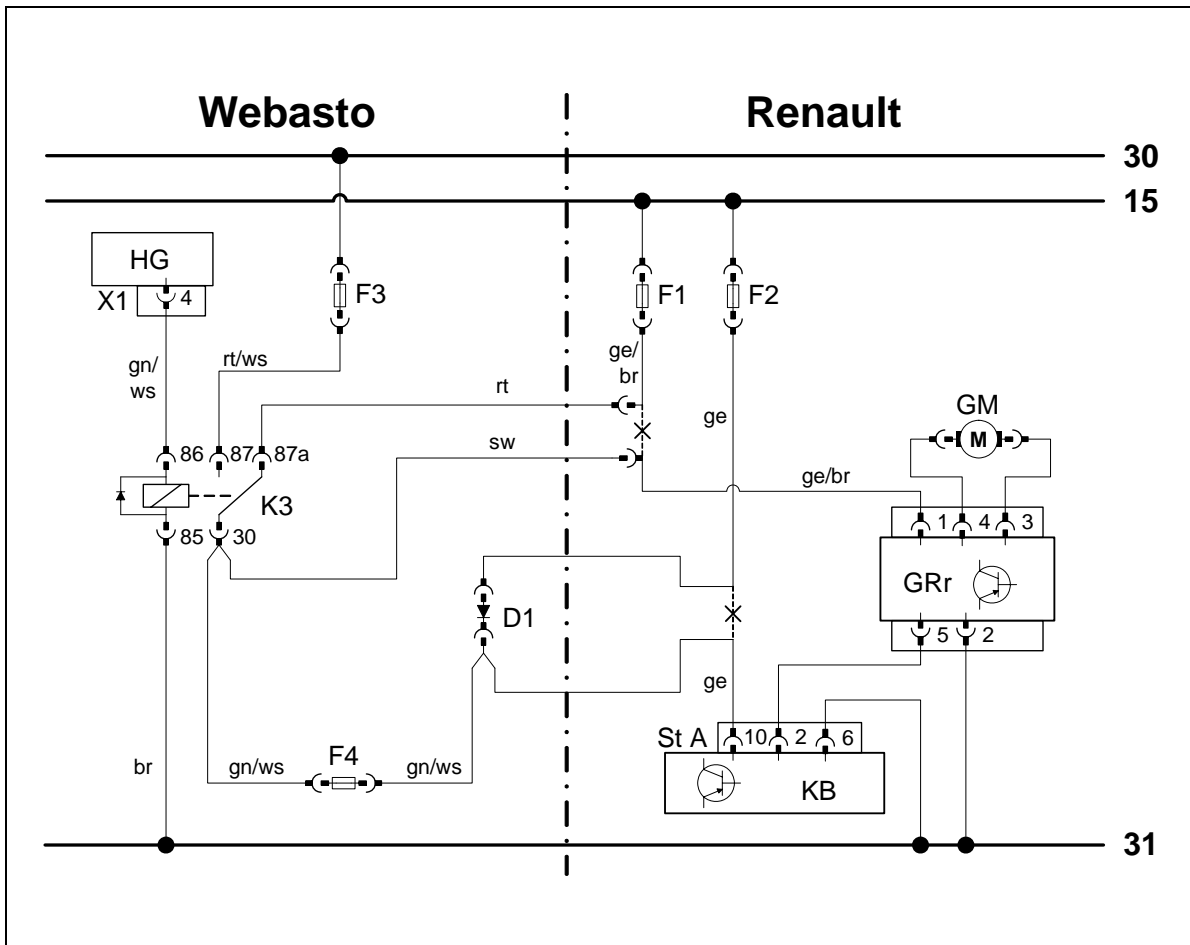 Webasto
Renault
30
15
HG
X1
4
F3
F1
F2
gn/
ws
rt/ws
ge/
br
rt
ge
GM
M
sw
86
87
87a
K3
ge/br
85
30
1
4
3
GRr
D1
5
2
ge
St A
10
2
6
KB
br
gn/ws
F4
gn/ws
31